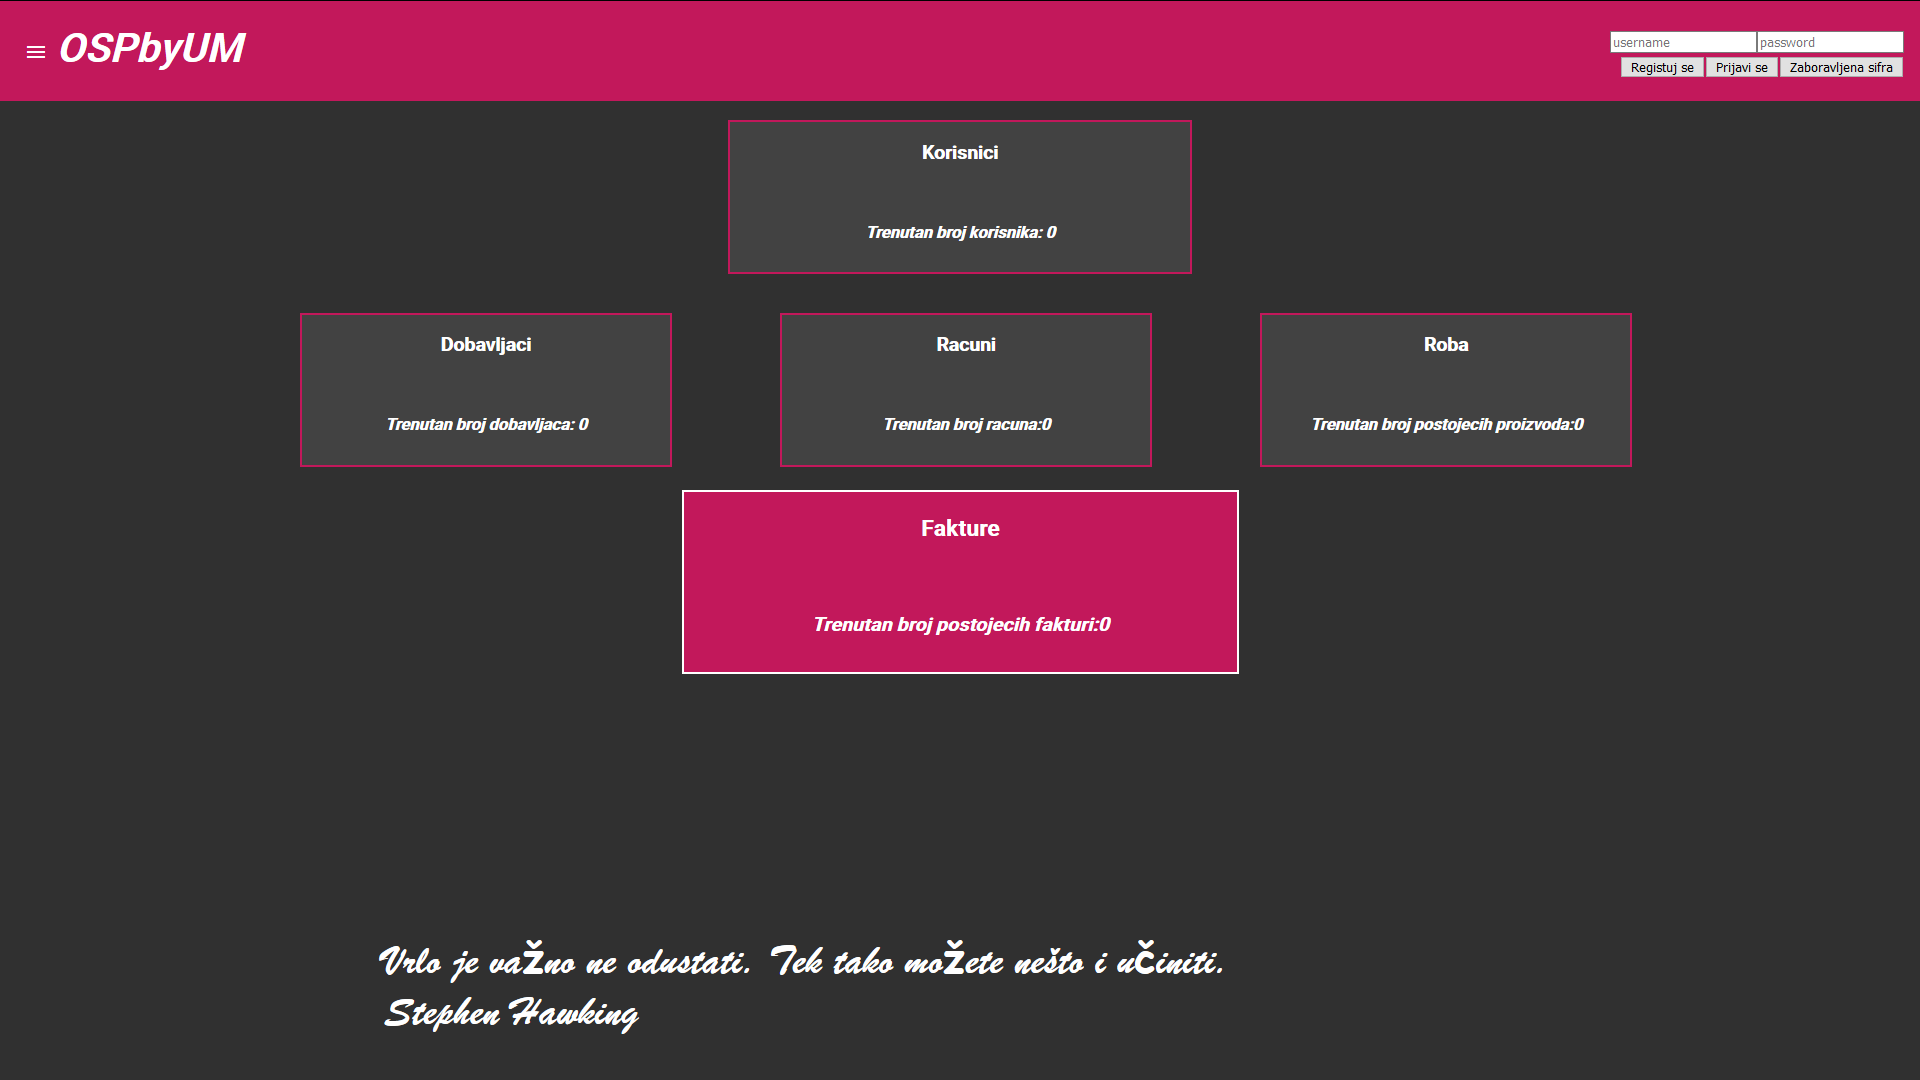 OSPbyUM
username password
Registuj se Prijavi se Zaboravljena sifra
Korisnici
Trenutan broj korisnika: 0
Dobavljaci
Trenutan broj dobavljaca: 0
Racuni
Trenutan broj racuna:0
Roba
Trenutan broj postojecih proizvoda:0
Fakture
Trenutan broj postojecih fakturi:0
Vrlo je važno ne odustati. Tek tako možete nešto i učiniti.
Stephen Hawking